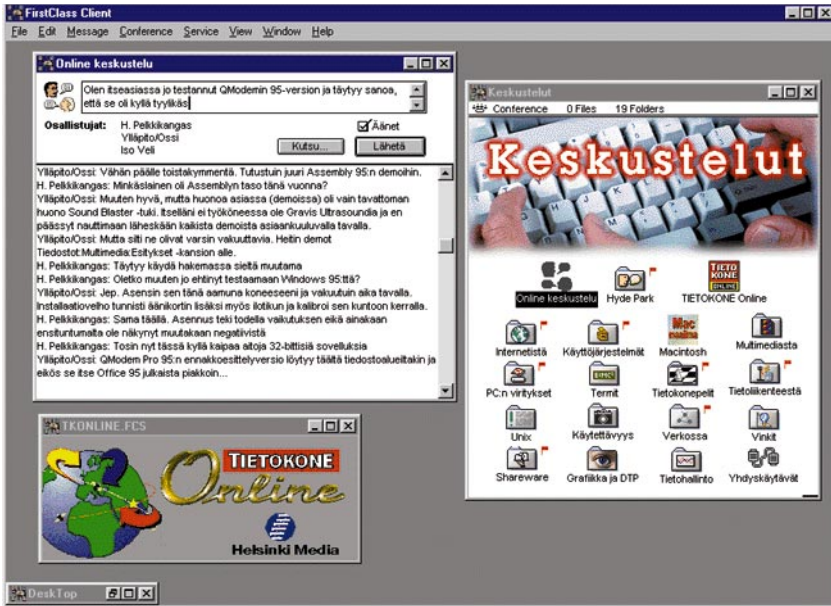 FirstClass Client
File Edit Message Conference Service View Window Help
Online keskustelu
Olen itseasiassa jo testannut QModemin 95-version ja täytyy sanoa,
että se oli kyllä tyylikäs
Osallistujat: H. Pelkkikangas
Ylläpito/Ossi
Iso Veli
Äänet
Kutsu... Lähetä
Ylläpito/Ossi: Vähän päälle toistakymmentä. Tutustuin juuri Assembly 95:n demoihin.
H. Pelkkikangas: Minkäslainen oli Assemblyn taso tänä vuonna?
Ylläpito/Ossi: Muuten hyvä, mutta huonoa asiassa (demoissa) oli vain tavattoman
huono Sound Blaster -tuki. Itselläni ei työkoneessa ole Gravis Ultrasoundia ja en
päässyt nauttimaan läheskään kaikista demoista asiaankuuluvalla tavalla.
Ylläpito/Ossi: Mutta silti ne olivat varsin vakuuttavia. Heitin demot
Tiedostot:Multimedia:Esitykset -kansion alle.
H. Pelkkikangas: Täytyy käydä hakemassa sieltä muutama
H. Pelkkikangas: Oletko muuten jo ehtinyt testaamaan Windows 95:ttä?
Ylläpito/Ossi: Jep. Asensin sen tänä aamuna koneeseeni ja vakuutuin aika tavalla.
Installaatiovelho tunnisti äänikortin lisäksi myös ilotikun ja kalibroi sen kuntoon kerralla.
H. Pelkkikangas: Sama täällä. Asennus teki todella vaikutuksen eikä ainakaan
ensituntumalta ole näkynyt muutakaan negatiivistä
H. Pelkkikangas: Tosin nyt tässä kyllä kaipaa aitoja 32-bittisiä sovelluksia
Ylläpito/Ossi: QModem Pro 95:n ennakkoesittelyversio löytyy täältä tiedostoalueiltakin ja
eikös se itse Office 95 julkaista piakkoin...
Keskustelut
Conference 0 Files 19 Folders
Keskustelut
TIETOKONE ONLINE
Online keskustelu Hyde Park TIETOKONE Online
Mac
Internetistä Käyttöjärjestelmät Macintosh Multimediasta
PC:n viritykset Termit Tietokonepelit Tietoliikenteestä
Unix Käytettävyys Verkossa Vinkit
Shareware Grafiikka ja DTP Tietohallinto Yhdyskäytävät
TKONLINE.FCS
TIETOKONE
Online
Helsinki Media
DeskTop